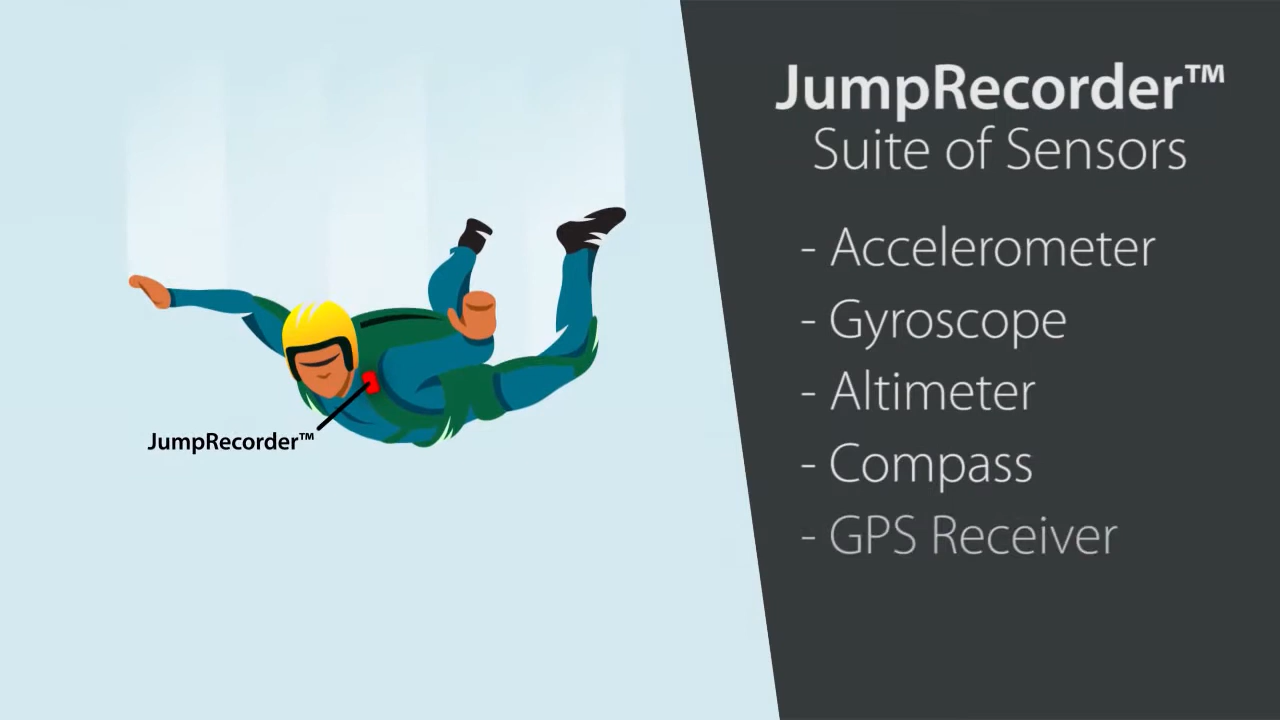 JumpRecorder™
Suite of Sensors
- Accelerometer
- Gyroscope
- Altimeter
- Compass
- GPS Receiver
JumpRecorder™